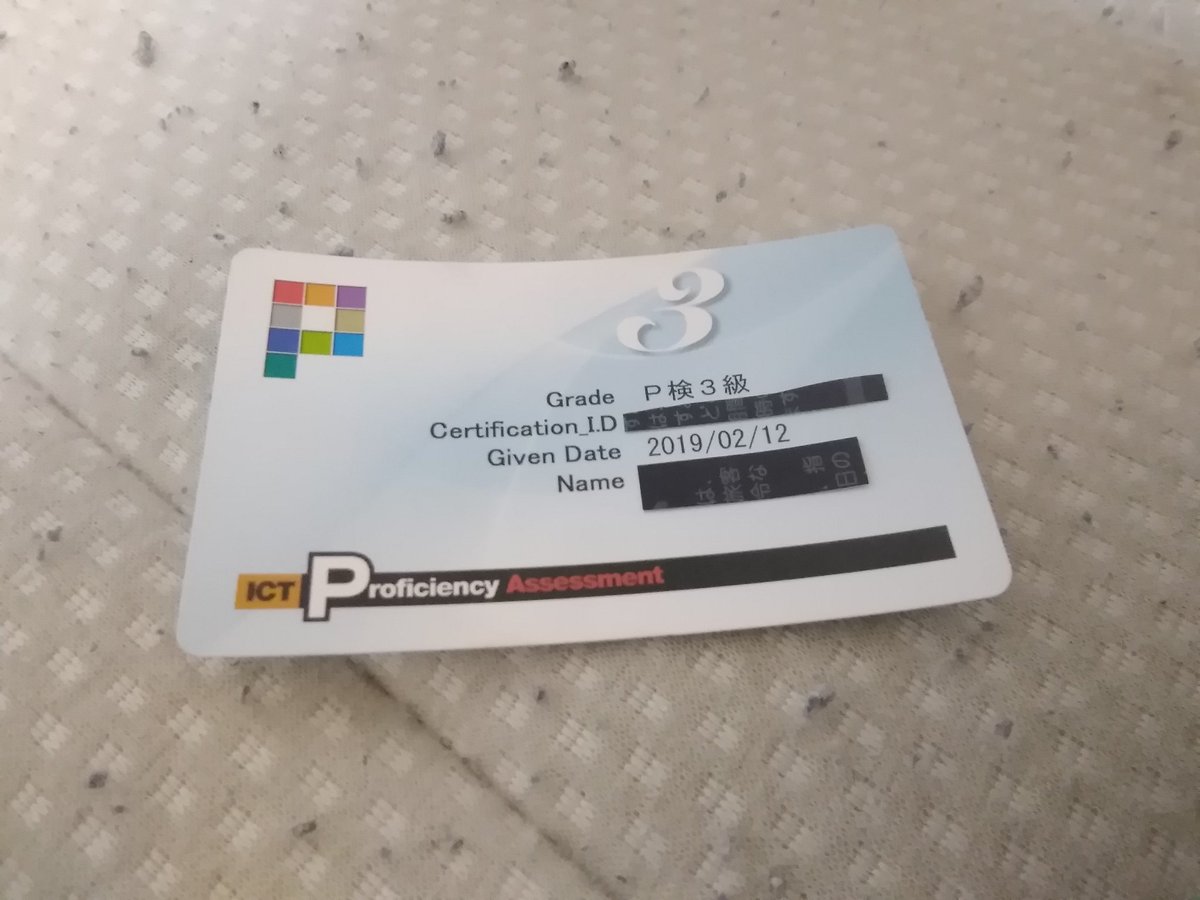 3
Grade P検3級
Certification_I.D
Given Date 2019/02/12
Name
ICT Proficiency Assessment